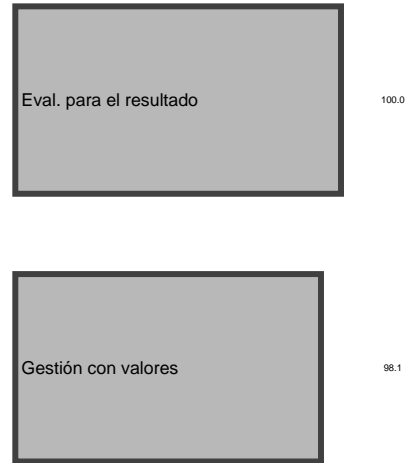 Eval. para el resultado 100.0
Gestión con valores 98.1